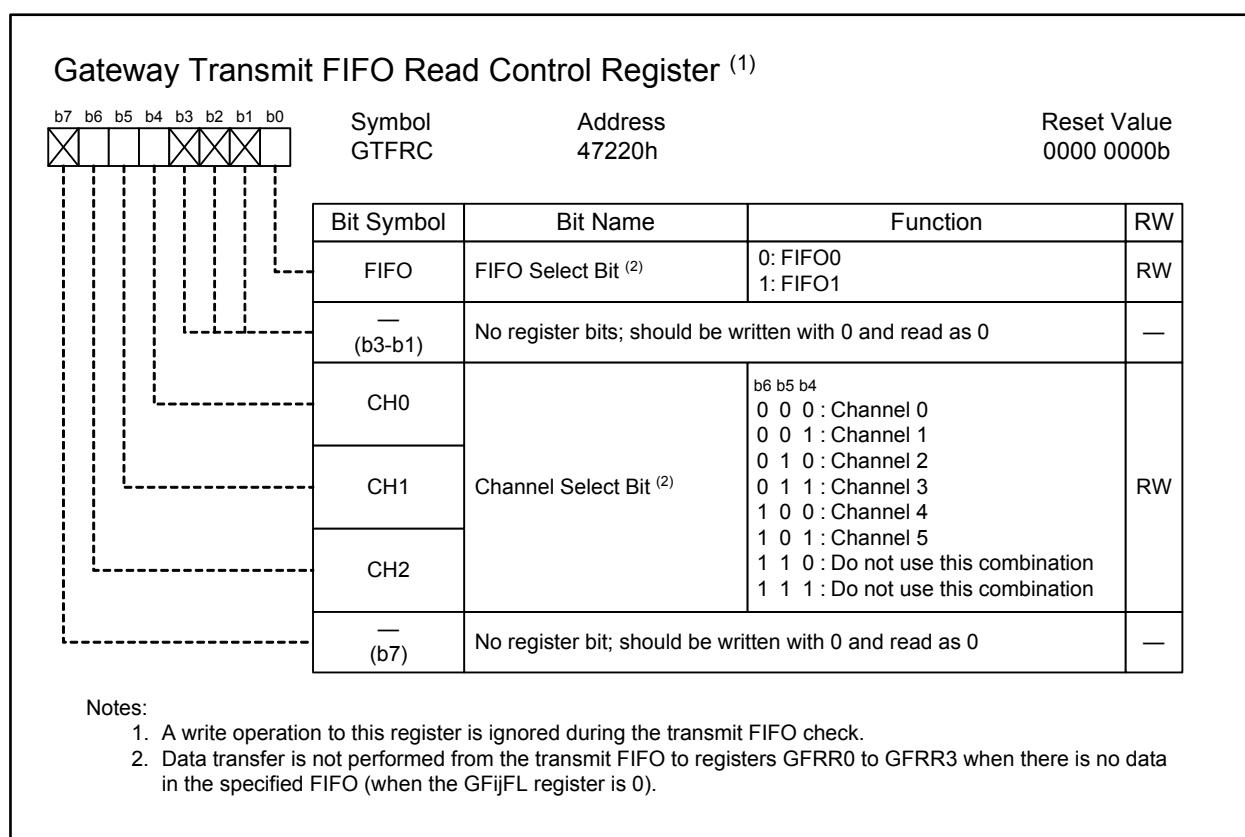 Gateway Transmit FIFO Read Control Register (1)
b7 b6 b5 b4 b3 b2 b1 b0
Symbol Address Reset Value
GTFRC 47220h 0000 0000b
Bit Symbol Bit Name Function RW
FIFO FIFO Select Bit (2) 0: FIFO0 RW
1: FIFO1
— (b3-b1) No register bits; should be written with 0 and read as 0 —
CH0
CH1
CH2
Channel Select Bit (2)
b6 b5 b4
0 0 0 : Channel 0
0 0 1 : Channel 1
0 1 0 : Channel 2
0 1 1 : Channel 3
1 0 0 : Channel 4
1 0 1 : Channel 5
1 1 0 : Do not use this combination
1 1 1 : Do not use this combination
RW
— (b7) No register bit; should be written with 0 and read as 0 —
Notes:
1. A write operation to this register is ignored during the transmit FIFO check.
2. Data transfer is not performed from the transmit FIFO to registers GFRR0 to GFRR3 when there is no data
in the specified FIFO (when the GFijFL register is 0).